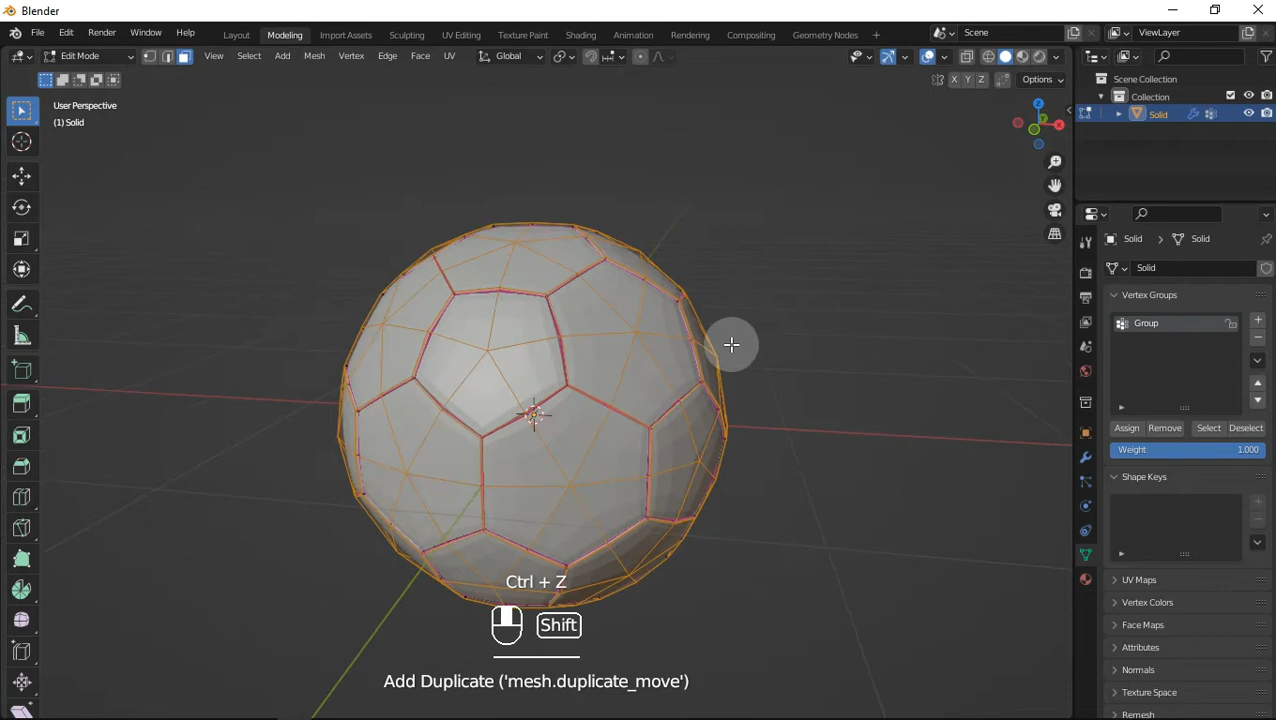 Blender
File Edit Render Window Help Layout Modeling Import Assets Sculpting UV Editing Texture Paint Shading Animation Rendering Compositing Geometry Nodes + Scene ViewLayer
Edit Mode View Select Add Mesh Vertex Edge Face UV Global
X Y Z Options
Scene Collection
Collection
Solid
User Perspective
(1) Solid
Z
Y
X
Solid > Solid
Solid
Vertex Groups
Group
Assign Remove Select Deselect
Weight 1.000
Shape Keys
UV Maps
Vertex Colors
Face Maps
Attributes
Normals
Texture Space
Remesh
Ctrl + Z
Shift
Add Duplicate ('mesh.duplicate_move')